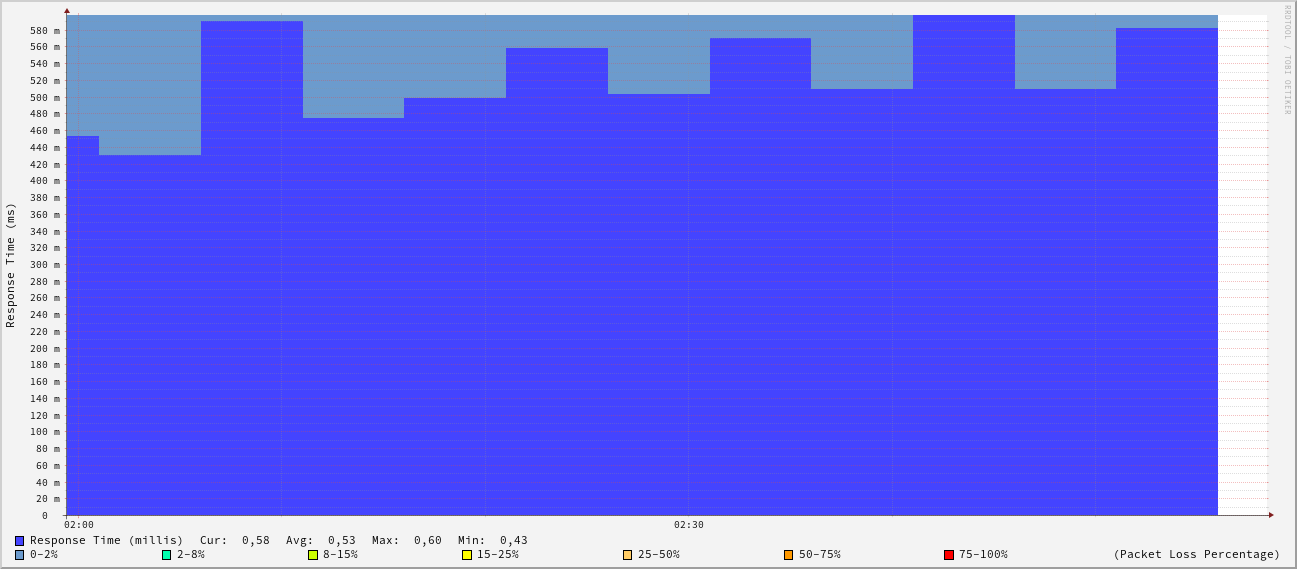 RRDTOOL / TOBI OETIKER
Response Time (ms)
580 m
560 m
540 m
520 m
500 m
480 m
460 m
440 m
420 m
400 m
380 m
360 m
340 m
320 m
300 m
280 m
260 m
240 m
220 m
200 m
180 m
160 m
140 m
120 m
100 m
80 m
60 m
40 m
20 m
0
02:00 02:30
Response Time (millis) Cur: 0,58 Avg: 0,53 Max: 0,60 Min: 0,43
0-2% 2-8% 8-15% 15-25% 25-50% 50-75% 75-100% (Packet Loss Percentage)